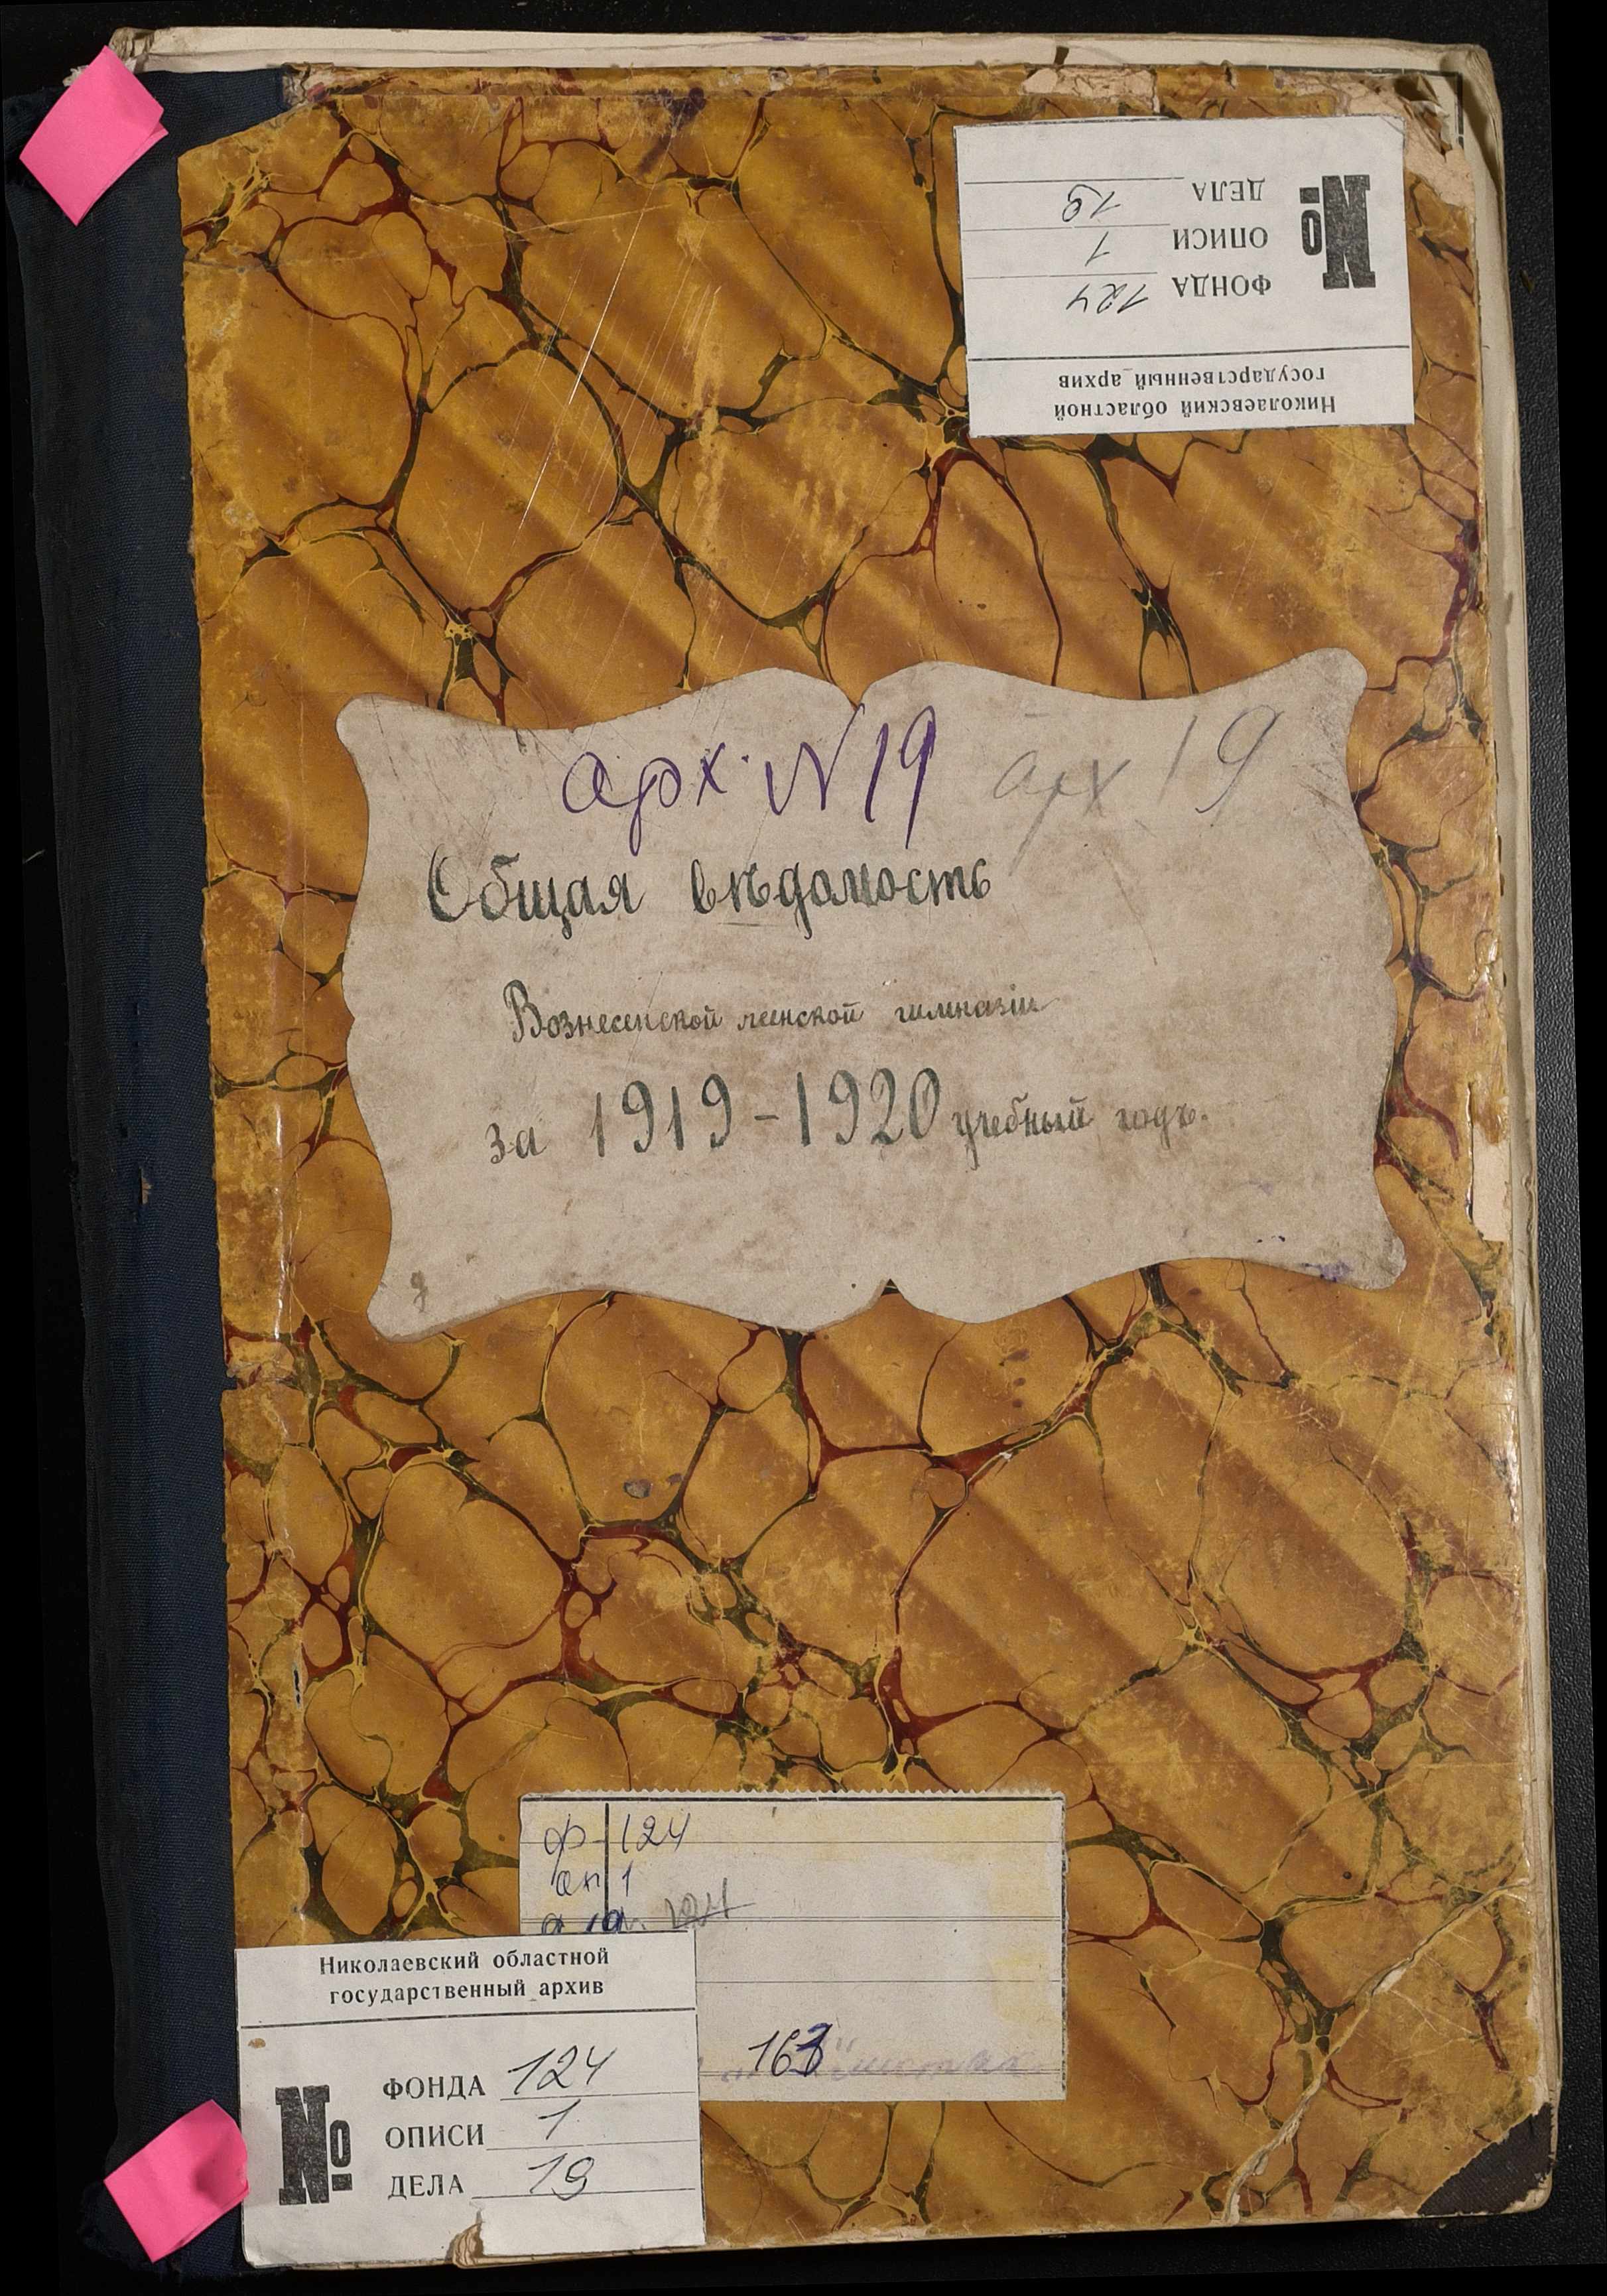 Николаевский областной
государственный архив
№
ФОНДА 124
ОПИСИ 1
ДЕЛА 19
арх. N 19 арх 19
Общая вѣдомость
Вознесенской женской гимназіи
за 1919-1920 учебный годъ.
ф 124
оп 1
163
Николаевский областной
государственный архив
№
ФОНДА 124
ОПИСИ 1
ДЕЛА 19